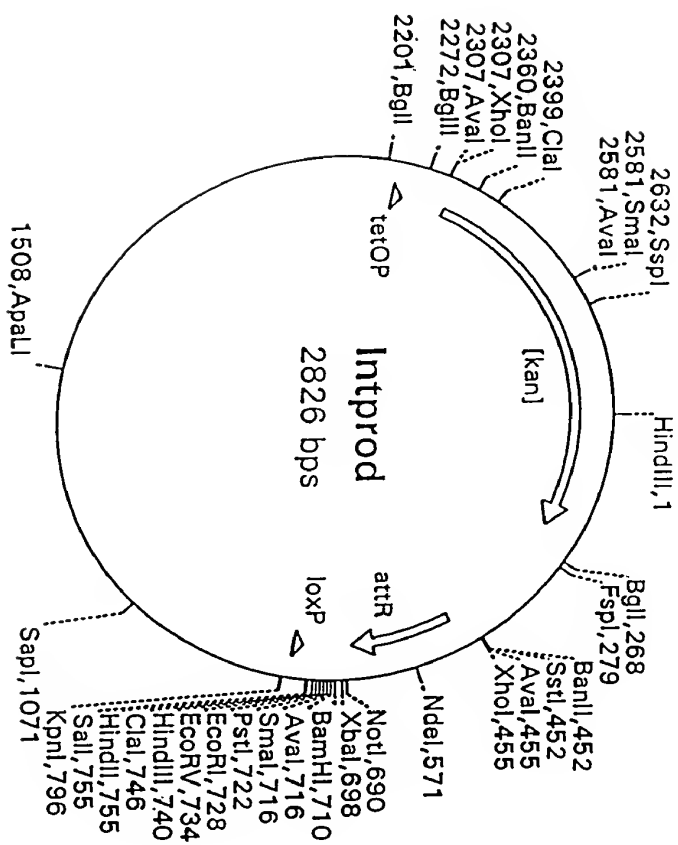 HindIII,1
2632,SspI
2581,SmaI
2581,AvaI
2399,ClaI
2360,BanII
2307,XhoI
2307,AvaI
2272,BglII
2201,BglI
BglI,268
FspI,279
BanII,452
SstI,452
AvaI,455
XhoI,455
NdeI,571
NotI,690
XbaI,698
BamHI,710
AvaI,716
SmaI,716
PstI,722
EcoRI,728
EcoRV,734
HindIII,740
ClaI,746
HindII,755
SalI,755
KpnI,796
SapI,1071
1508,ApaLI
[kan]
tetOP
attR
loxP
Intprod
2826 bps